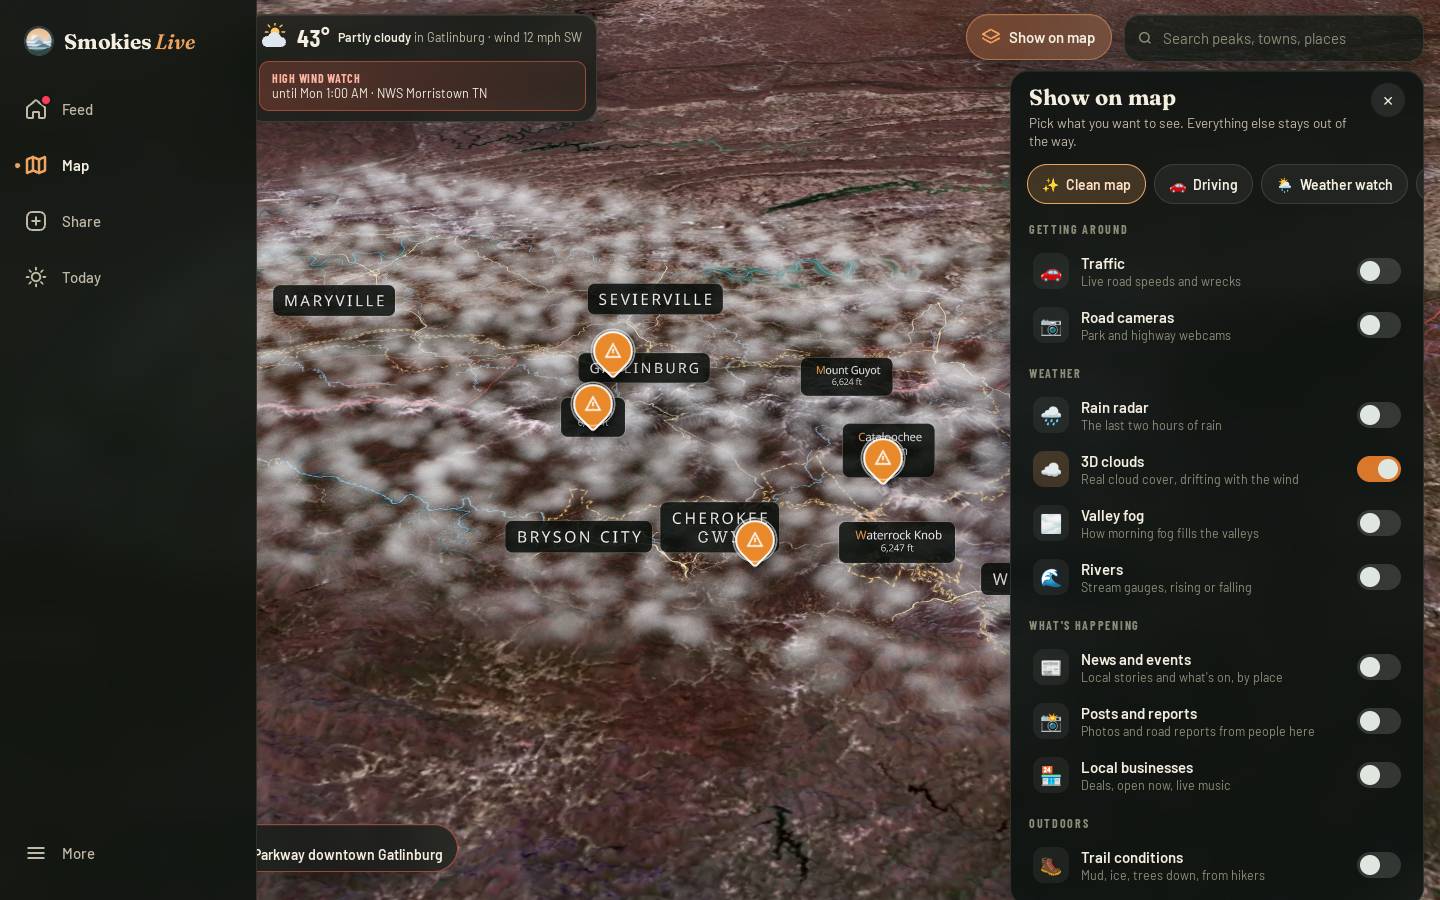 Smokies Live
Feed
Map
Share
Today
More
43° Partly cloudy in Gatlinburg · wind 12 mph SW
HIGH WIND WATCH
until Mon 1:00 AM · NWS Morristown TN
Show on map
Search peaks, towns, places
MARYVILLE
SEVIERVILLE
Mount Guyot
6,624 ft
BRYSON CITY
CHEROKEE
Waterrock Knob
6,247 ft
Parkway downtown Gatlinburg
Show on map
Pick what you want to see. Everything else stays out of
the way.
✨ Clean map
🚗 Driving
🌦️ Weather watch
GETTING AROUND
Traffic
Live road speeds and wrecks
Road cameras
Park and highway webcams
WEATHER
Rain radar
The last two hours of rain
3D clouds
Real cloud cover, drifting with the wind
Valley fog
How morning fog fills the valleys
Rivers
Stream gauges, rising or falling
WHAT'S HAPPENING
News and events
Local stories and what's on, by place
Posts and reports
Photos and road reports from people here
Local businesses
Deals, open now, live music
OUTDOORS
Trail conditions
Mud, ice, trees down, from hikers